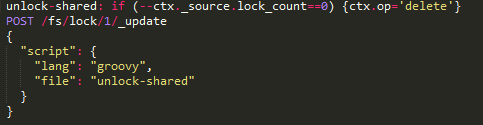 unlock-shared: if (--ctx._source.lock_count==0) {ctx.op='delete'}
POST /fs/lock/1/_update
{
  "script": {
    "lang": "groovy",
    "file": "unlock-shared"
  }
}